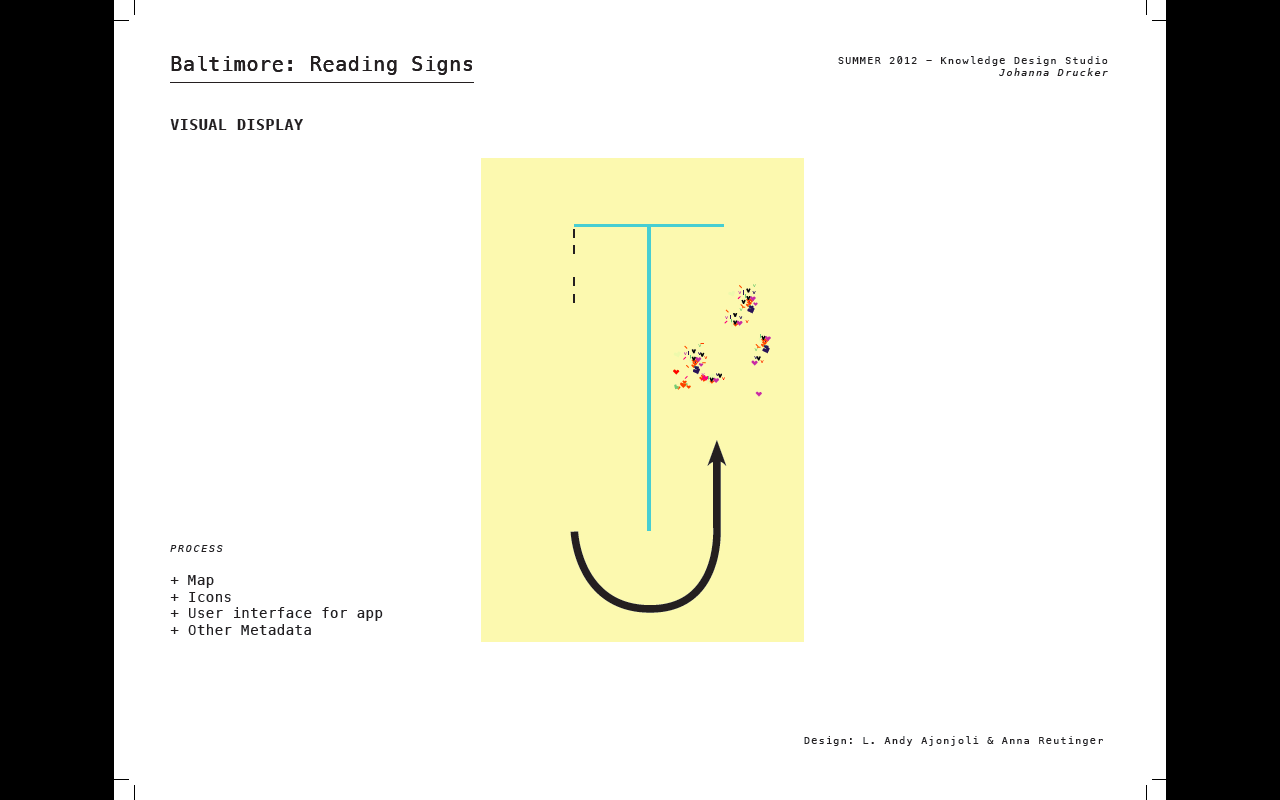 Baltimore: Reading Signs
SUMMER 2012 – Knowledge Design Studio
Johanna Drucker
VISUAL DISPLAY
PROCESS
+ Map
+ Icons
+ User interface for app
+ Other Metadata
Design: L. Andy Ajonjoli & Anna Reutinger